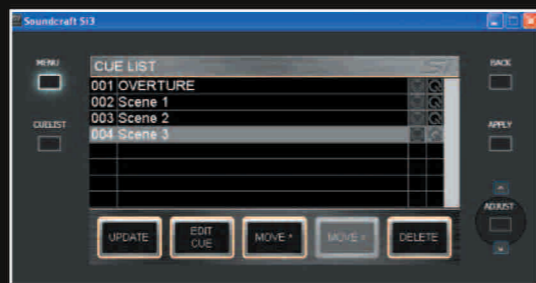 Soundcraft Si3
MENU
BACK
CUE LIST
Si
001 OVERTURE
002 Scene 1
003 Scene 2
004 Scene 3
CUELIST
APPLY
ADJUST
UPDATE
EDIT
CUE
MOVE
MOVE
DELETE